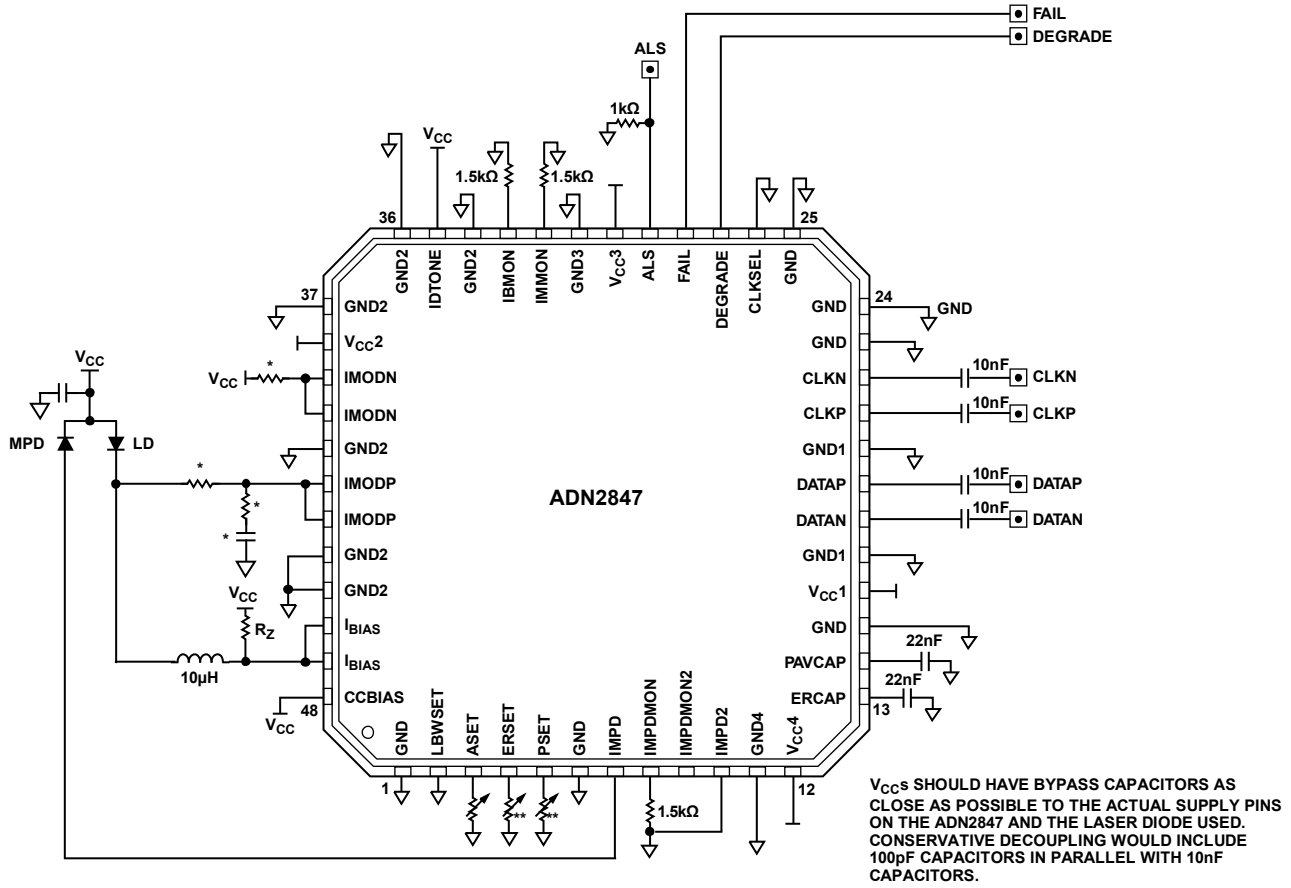 FAIL
DEGRADE
ALS
1kΩ
VCC
1.5kΩ
1.5kΩ
36
25
GND2
IDTONE
GND2
IBMON
IMMON
GND3
VCC3
ALS
FAIL
DEGRADE
CLKSEL
GND
37
24
GND2
VCC2
IMODN
IMODN
GND2
IMODP
IMODP
GND2
GND2
IBIAS
IBIAS
CCBIAS
48
VCC
VCC
*
VCC
MPD
LD
*
*
*
VCC
RZ
10µH
ADN2847
GND
GND
GND
CLKN
10nF
CLKN
CLKP
10nF
CLKP
GND1
DATAP
10nF
DATAP
DATAN
10nF
DATAN
GND1
VCC1
GND
PAVCAP
22nF
ERCAP
22nF
13
GND
LBWSET
ASET
ERSET
PSET
GND
IMPD
IMPDMON
IMPDMON2
IMPD2
GND4
VCC4
1
12
**
**
1.5kΩ
VCCs SHOULD HAVE BYPASS CAPACITORS AS
CLOSE AS POSSIBLE TO THE ACTUAL SUPPLY PINS
ON THE ADN2847 AND THE LASER DIODE USED.
CONSERVATIVE DECOUPLING WOULD INCLUDE
100pF CAPACITORS IN PARALLEL WITH 10nF
CAPACITORS.